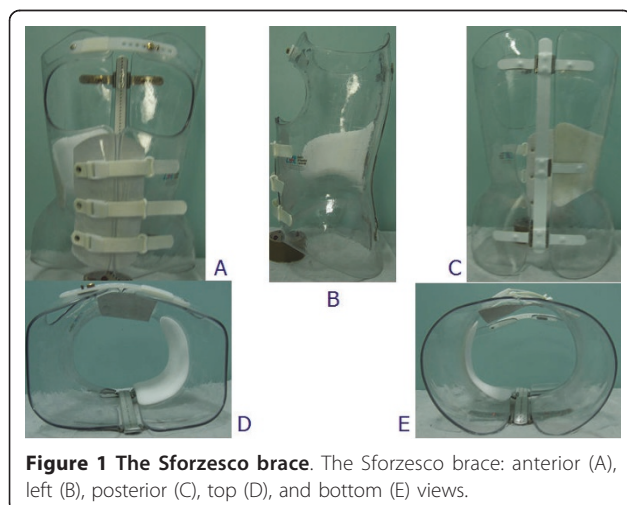 A
B
C
D
E
Figure 1 The Sforzesco brace. The Sforzesco brace: anterior (A),
left (B), posterior (C), top (D), and bottom (E) views.